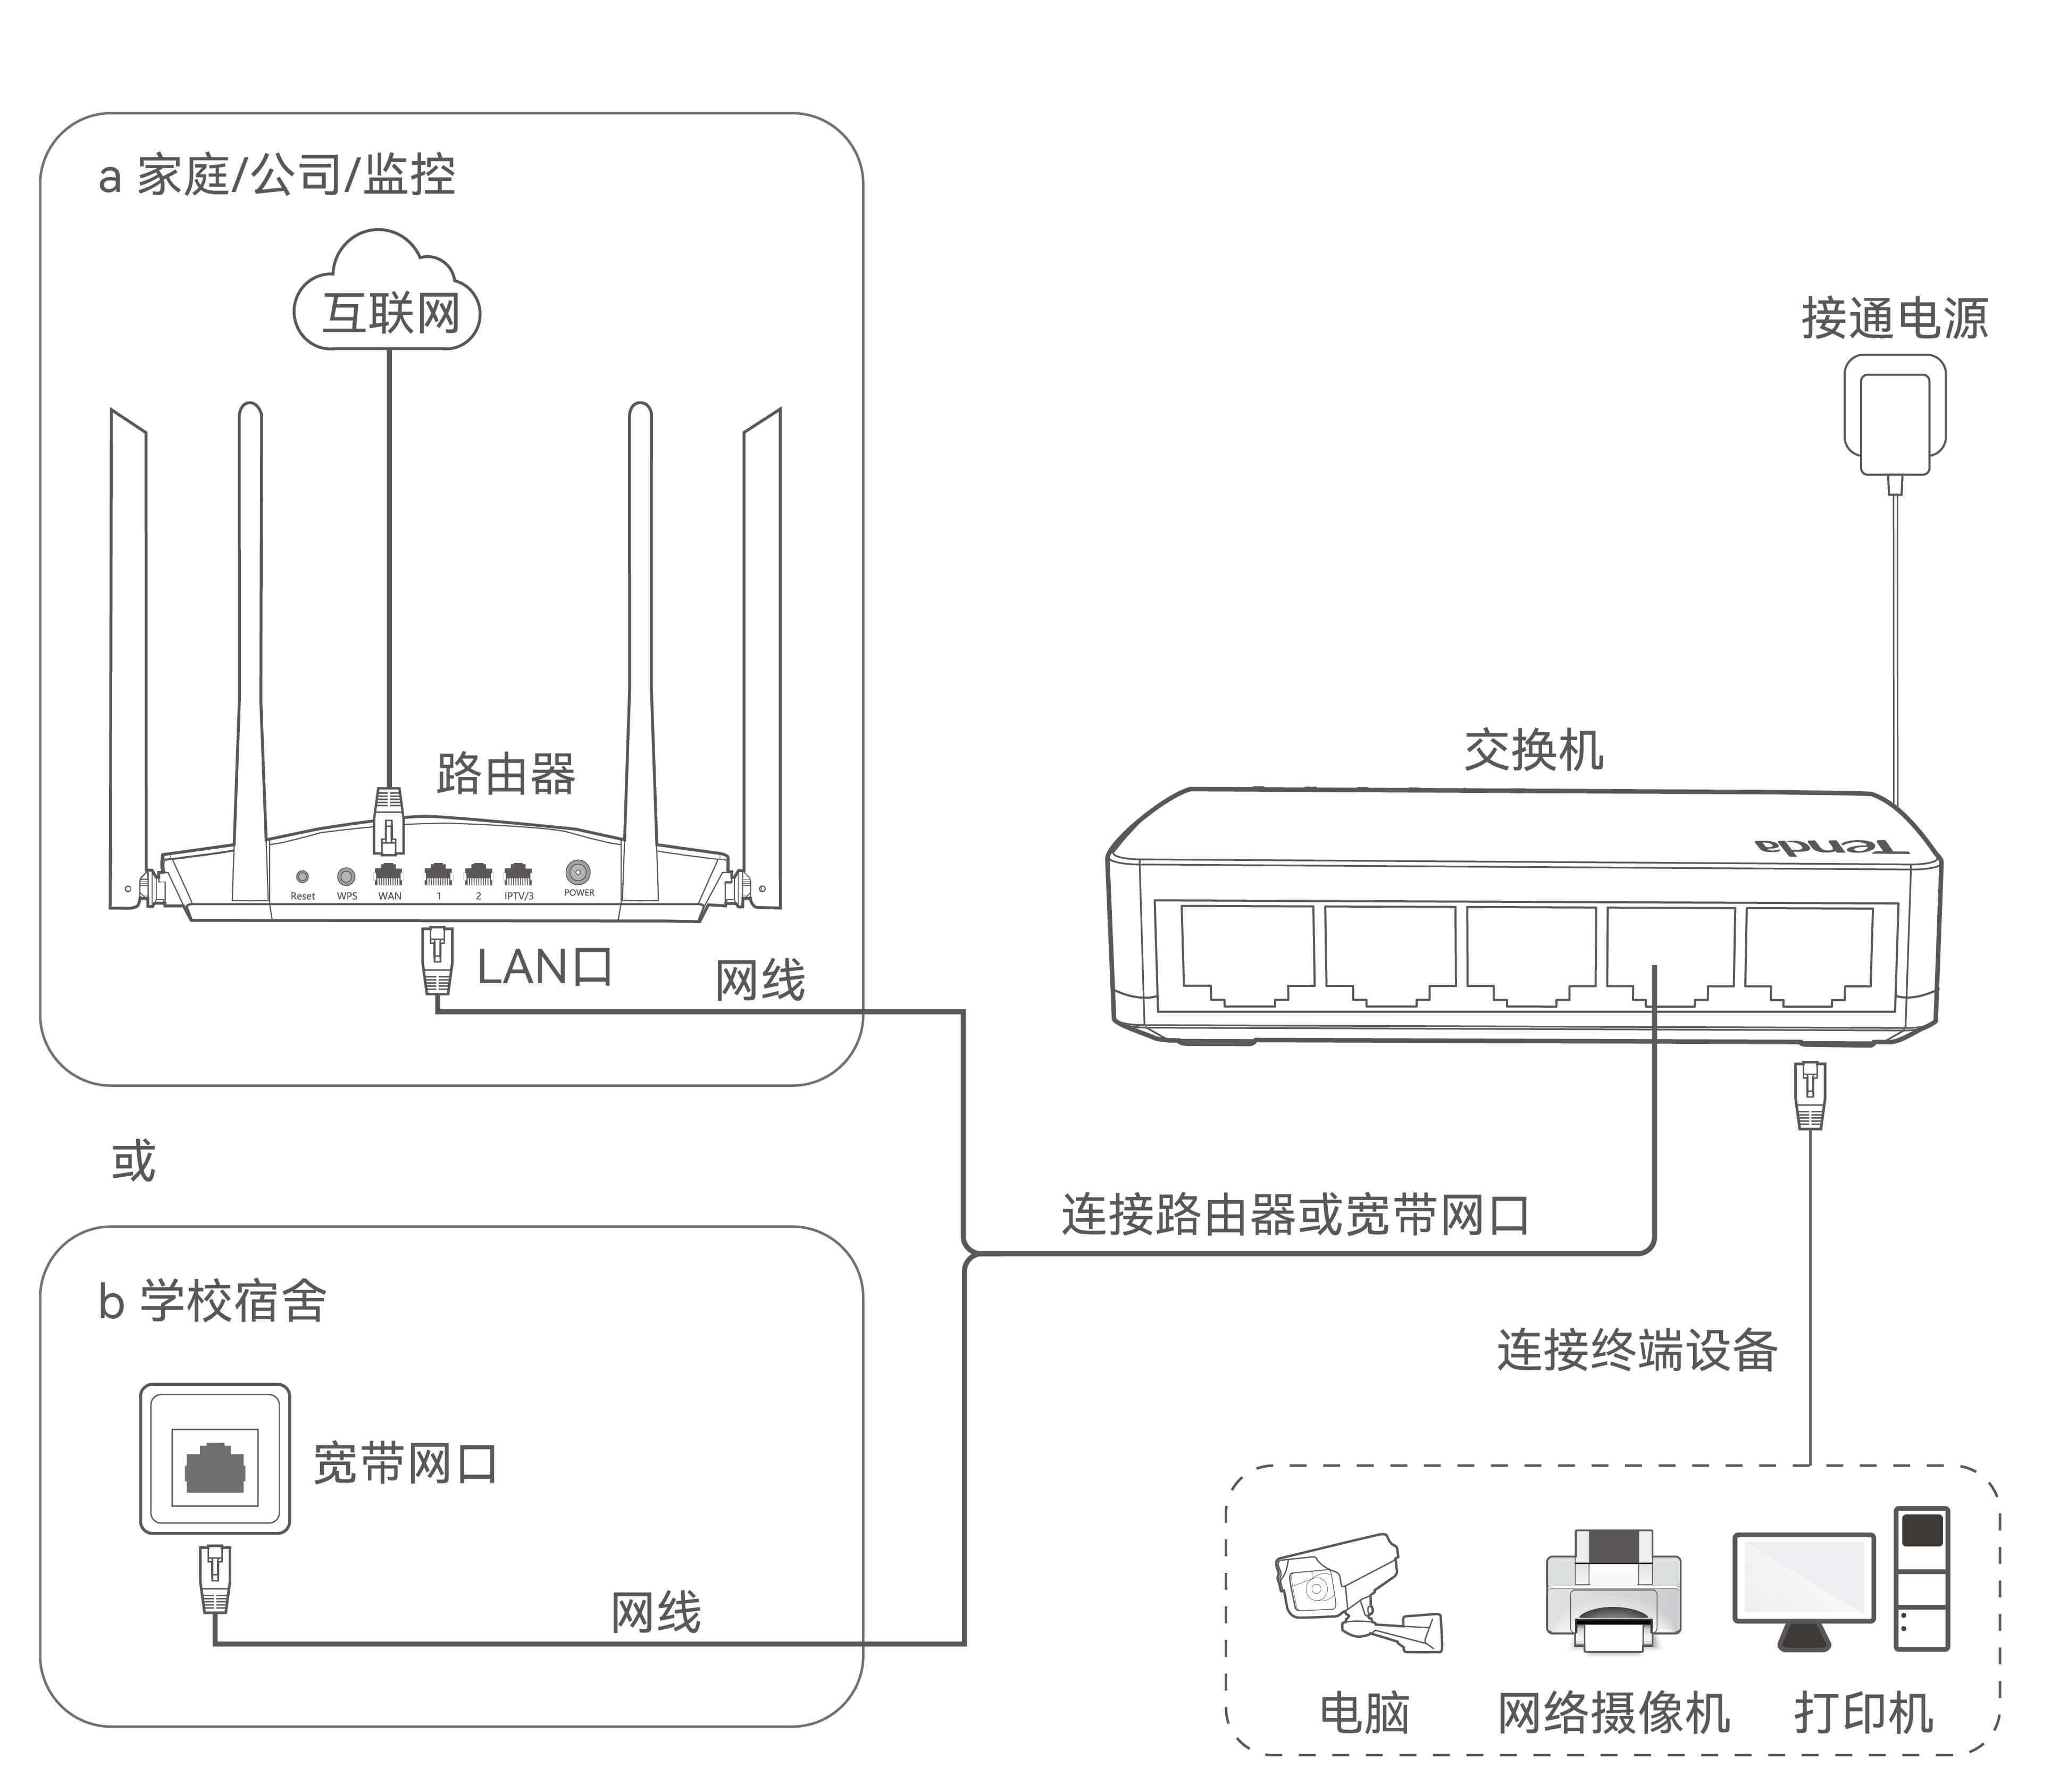 a 家庭/公司/监控
互联网
接通电源
路由器
交换机
Tenda
Reset
WPS
WAN
1
2
IPTV/3
POWER
LAN口
网线
或
连接路由器或宽带网口
b 学校宿舍
连接终端设备
宽带网口
网线
电脑
网络摄像机
打印机